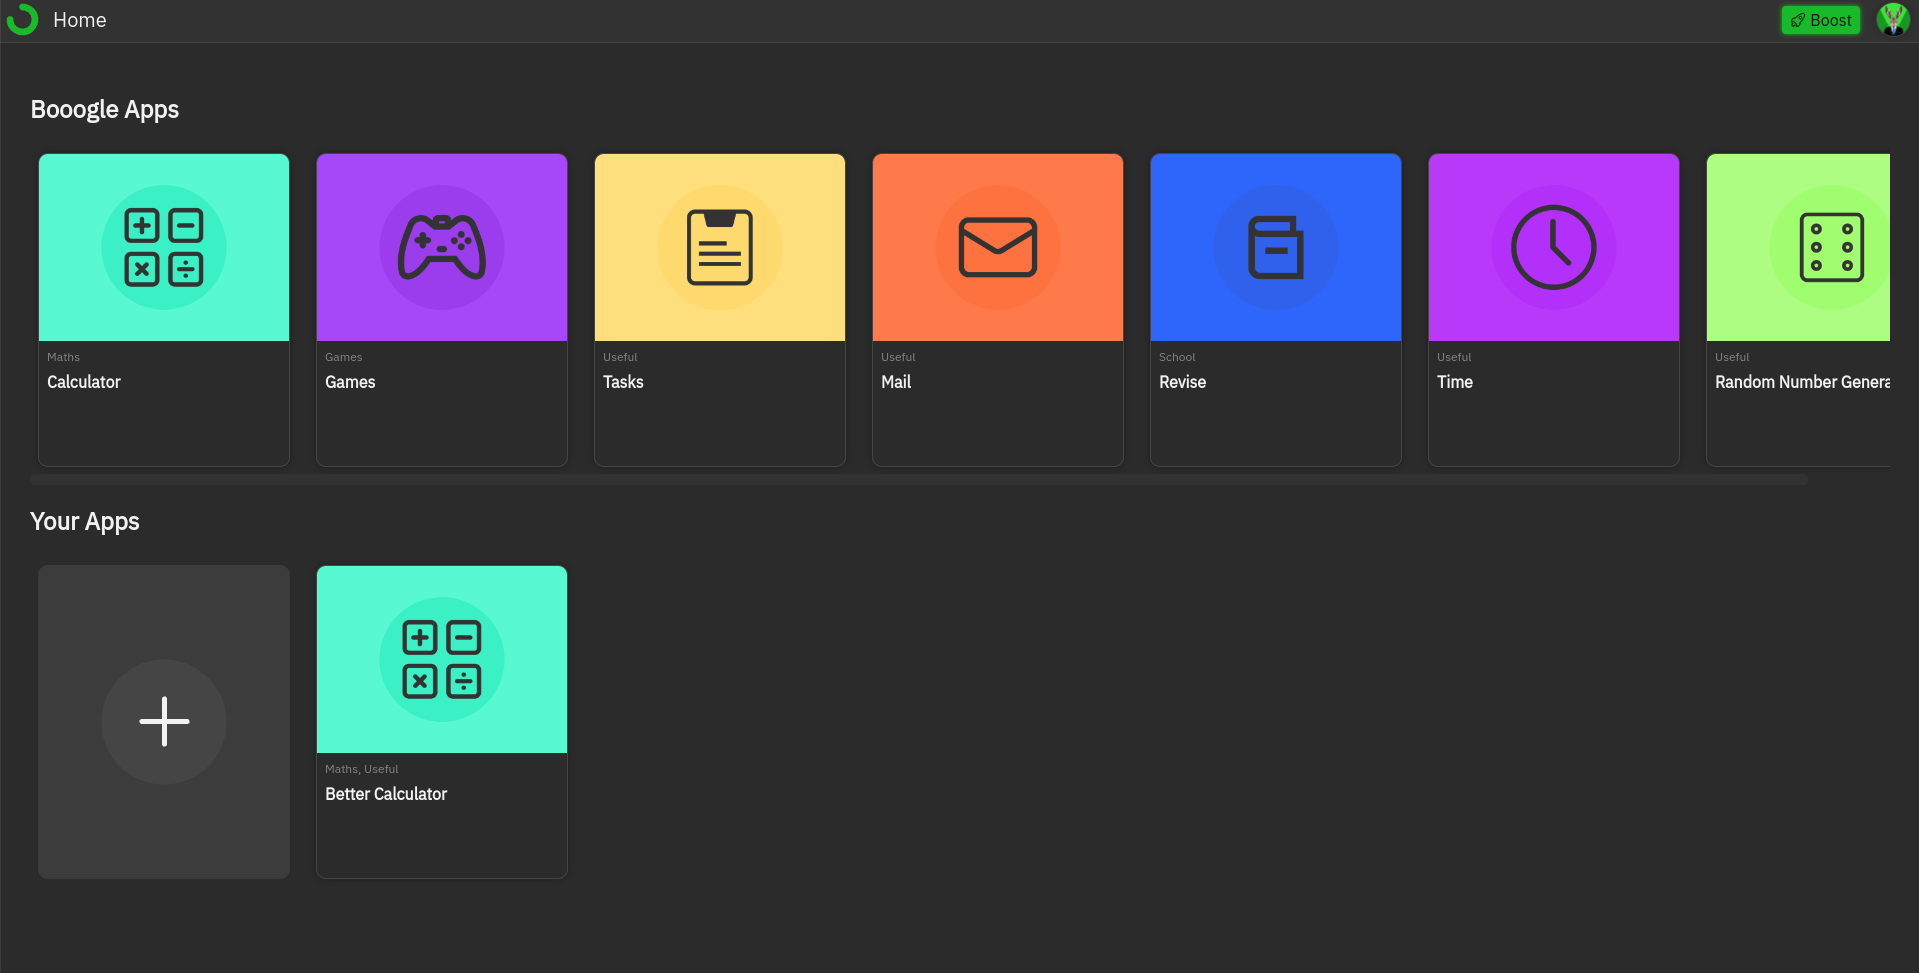 Home
Boost
Booogle Apps
Maths
Calculator
Games
Games
Useful
Tasks
Useful
Mail
School
Revise
Useful
Time
Useful
Random Number Genera
Your Apps
Maths, Useful
Better Calculator